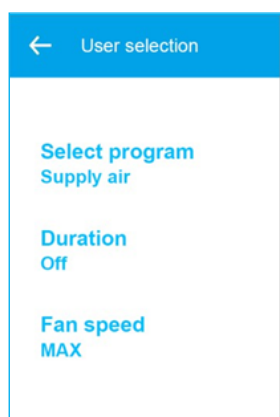 User selection
Select program
Supply air
Duration
Off
Fan speed
MAX